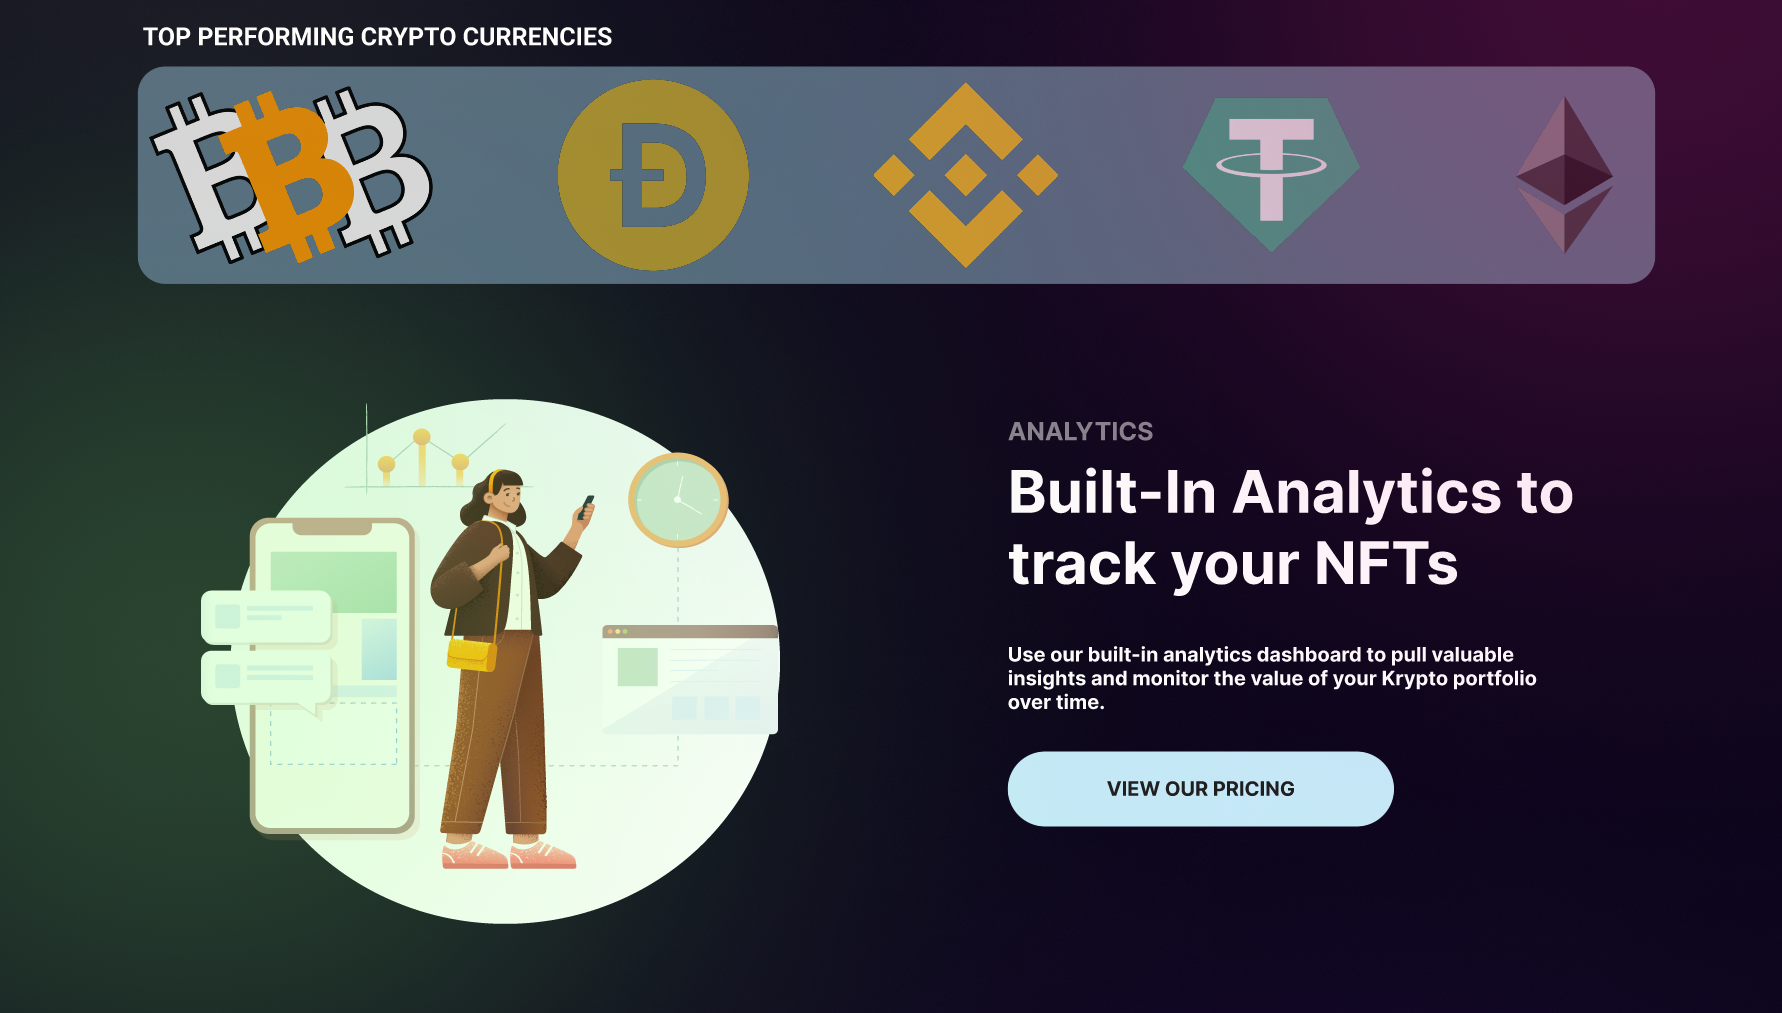 TOP PERFORMING CRYPTO CURRENCIES
ANALYTICS
Built-In Analytics to
track your NFTs
Use our built-in analytics dashboard to pull valuable
insights and monitor the value of your Krypto portfolio
over time.
VIEW OUR PRICING